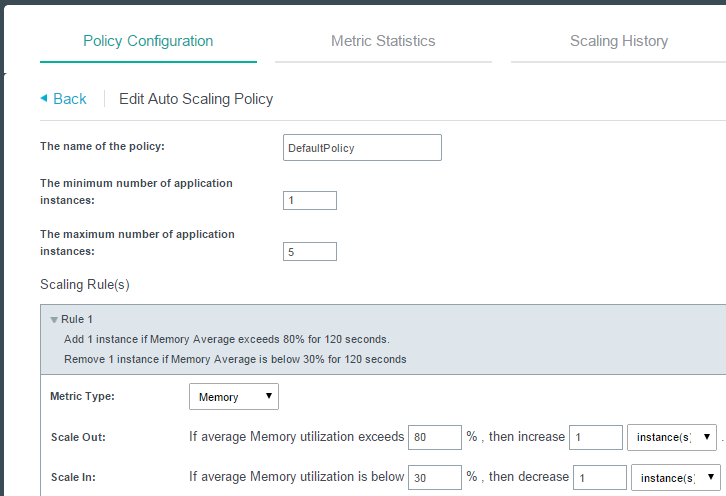 Policy Configuration Metric Statistics Scaling History
Back Edit Auto Scaling Policy
The name of the policy: DefaultPolicy
The minimum number of application
instances: 1
The maximum number of application
instances: 5
Scaling Rule(s)
Rule 1
Add 1 instance if Memory Average exceeds 80% for 120 seconds.
Remove 1 instance if Memory Average is below 30% for 120 seconds
Metric Type: Memory
Scale Out: If average Memory utilization exceeds 80 % , then increase 1 instance(s) .
Scale In: If average Memory utilization is below 30 % , then decrease 1 instance(s)